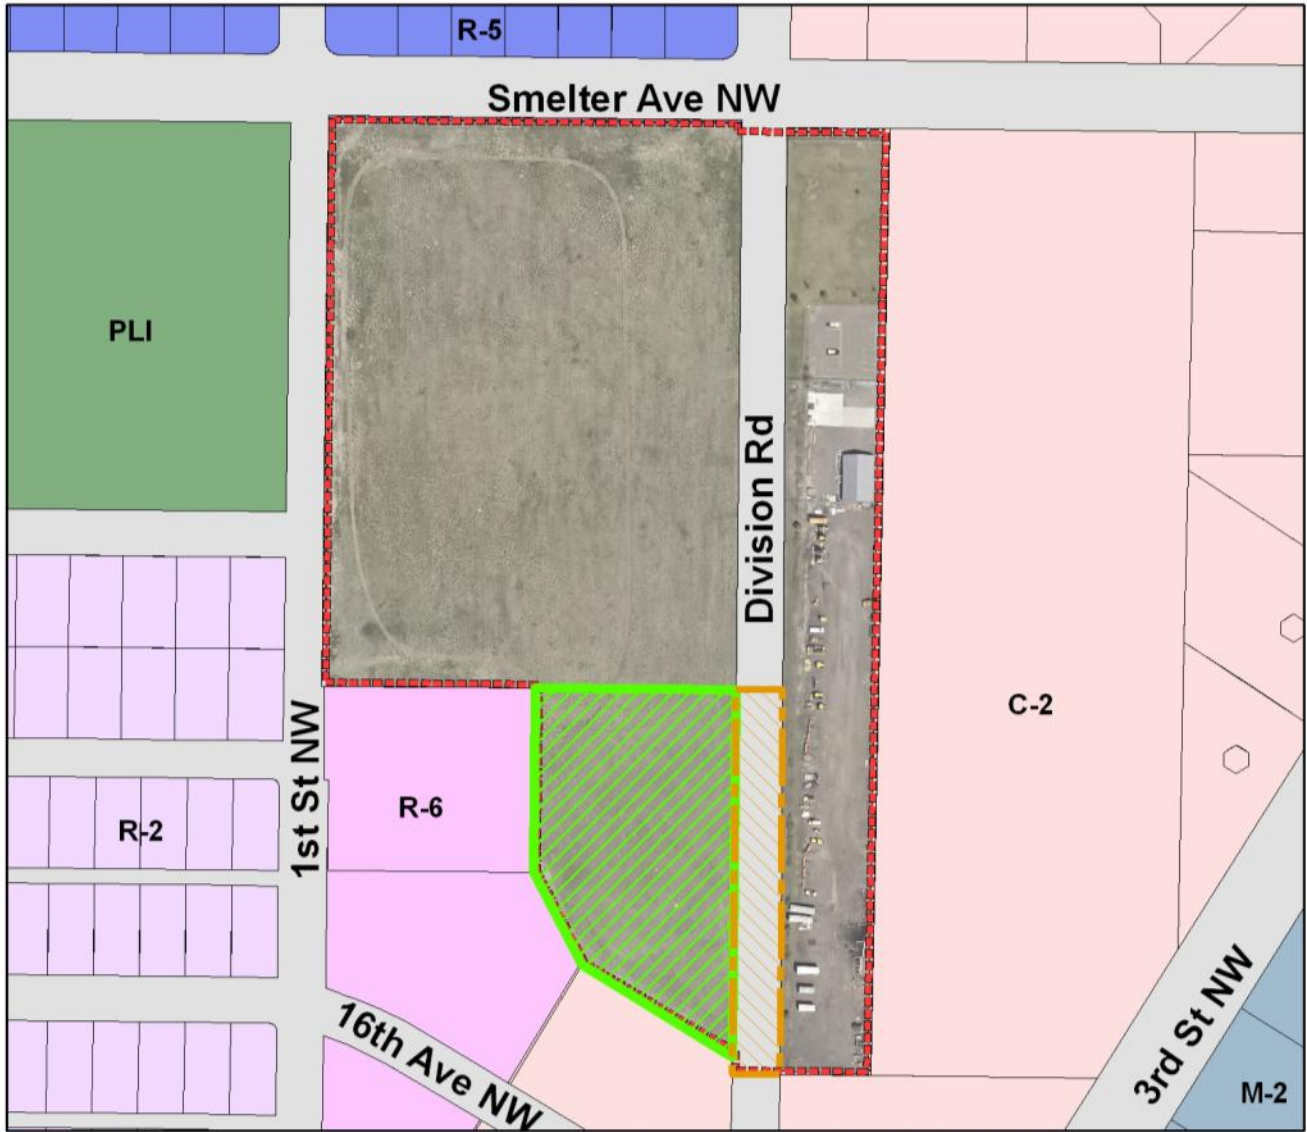 R-5
Smelter Ave NW
PLI
Division Rd
C-2
1st St NW
R-6
R-2
16th Ave NW
3rd St NW
M-2